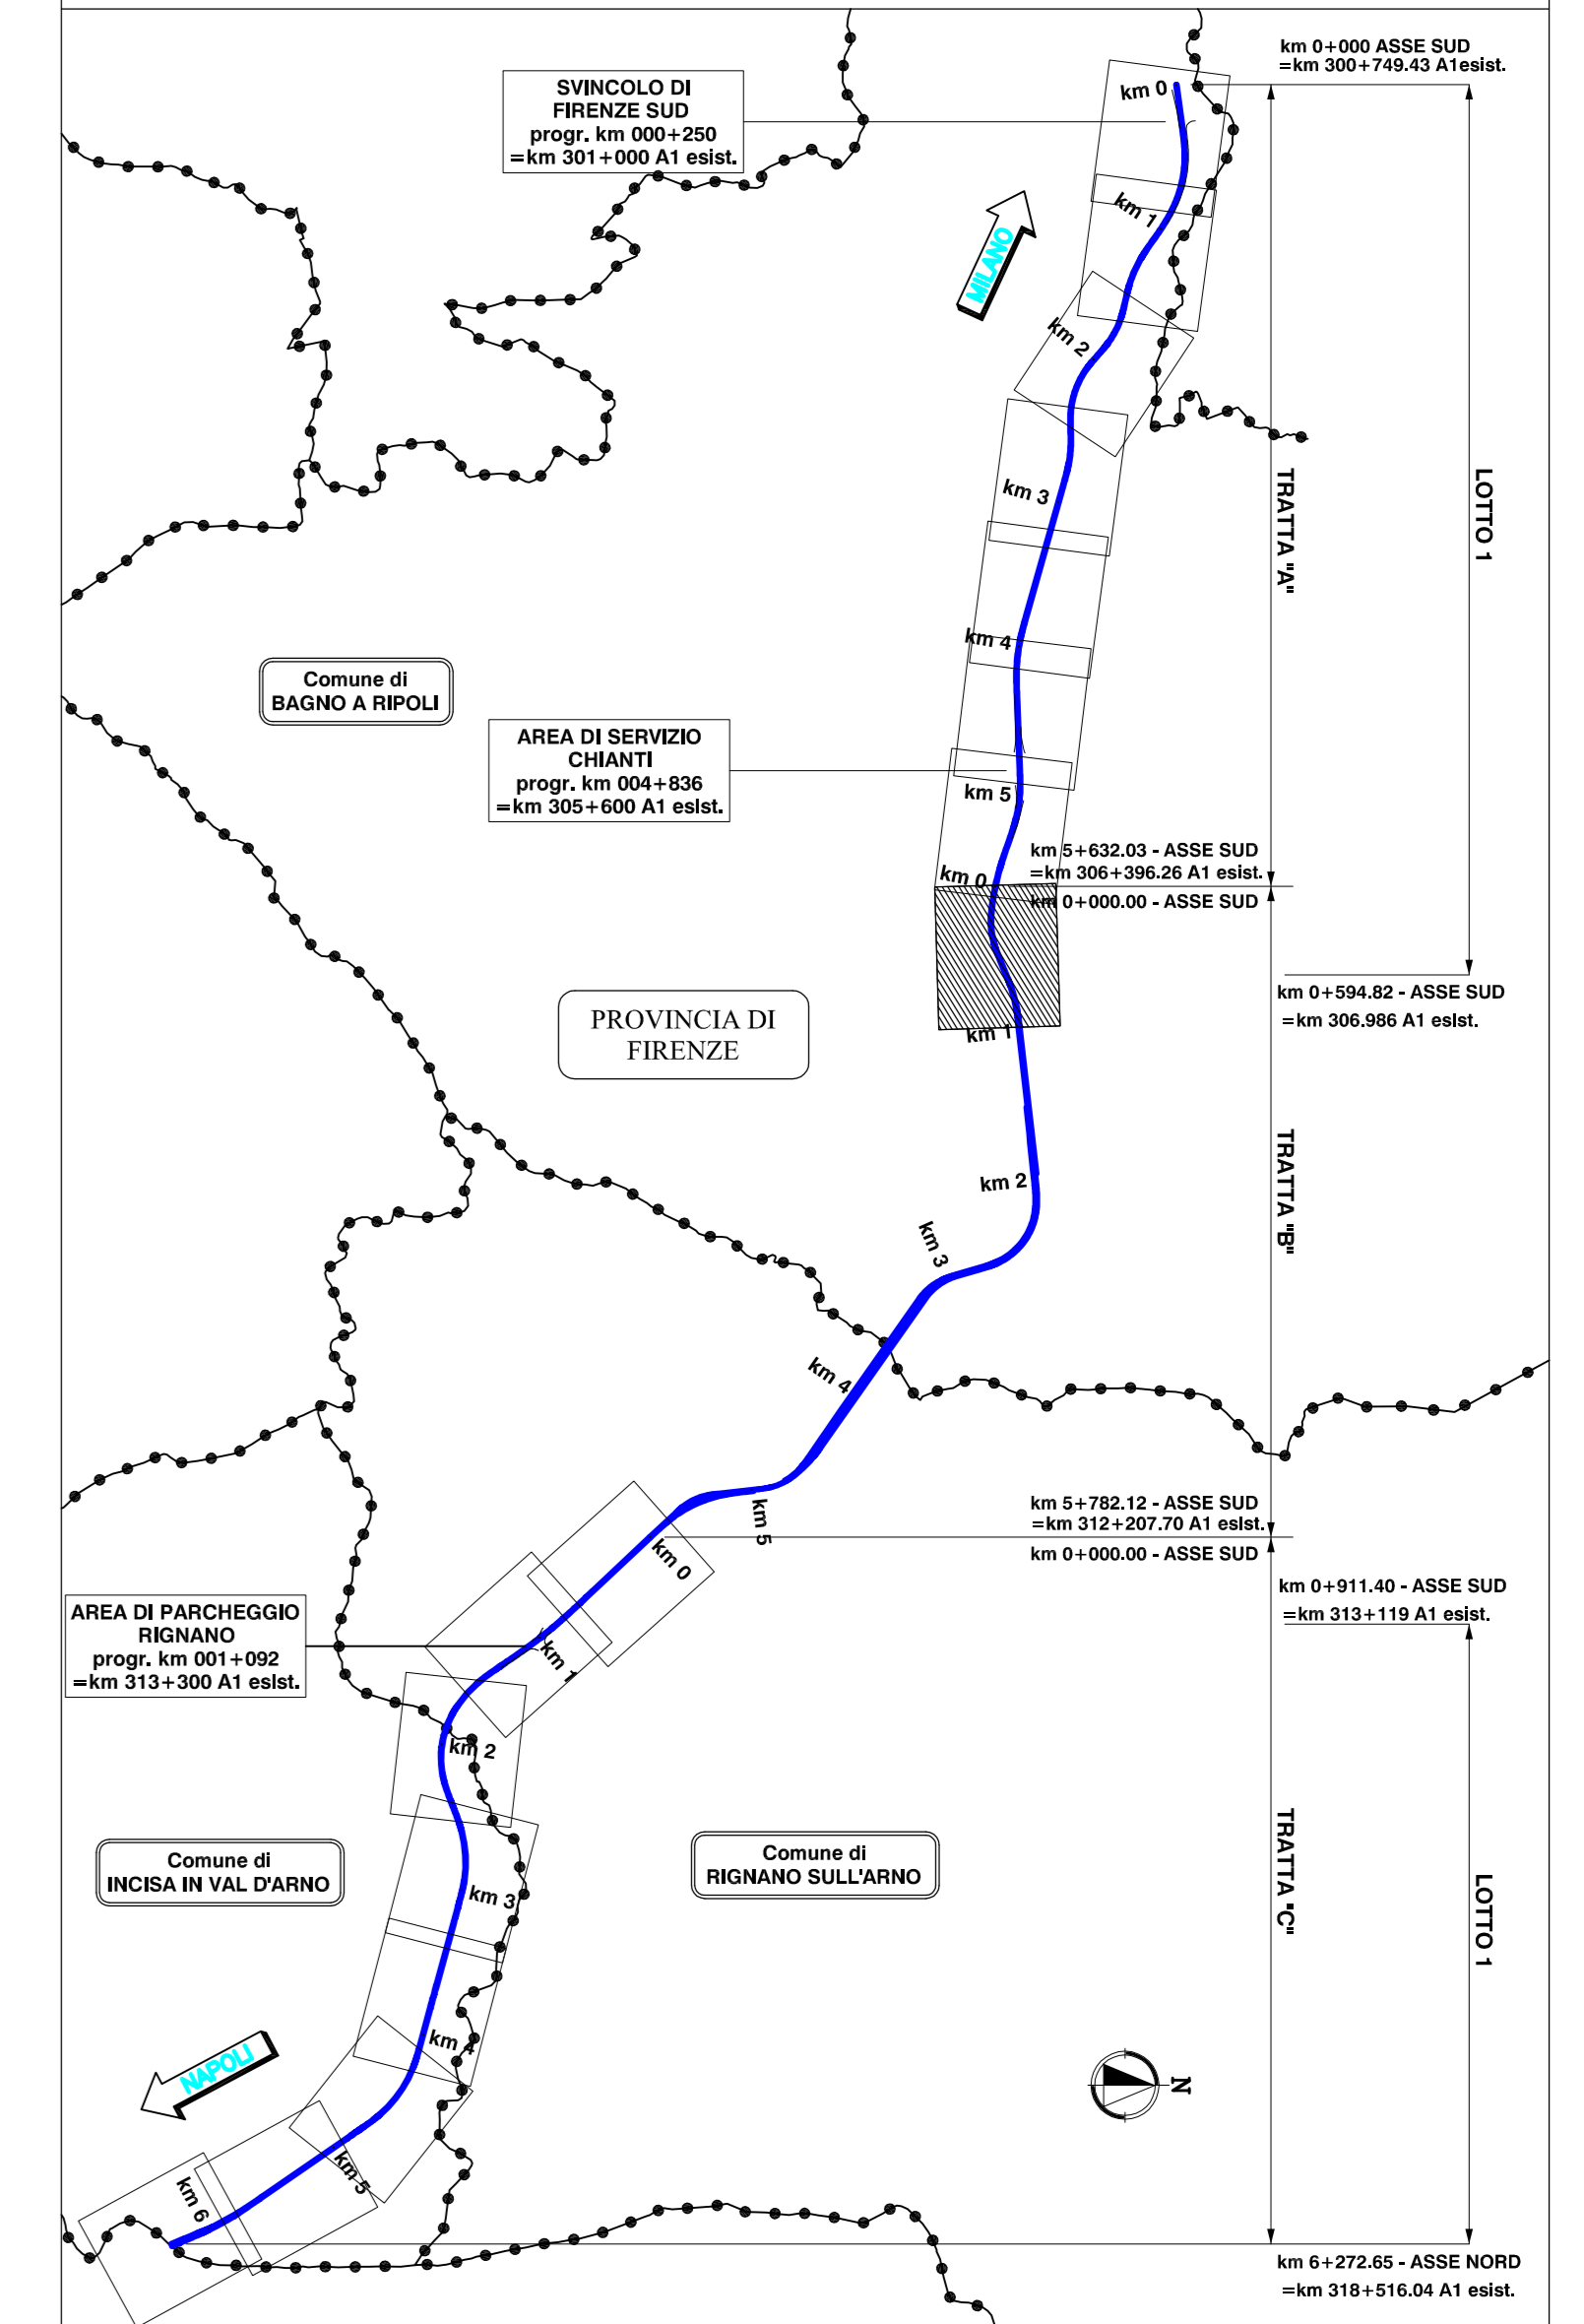 km 0+000 ASSE SUD
=km 300+749.43 A1esist.
SVINCOLO DI
FIRENZE SUD
progr. km 000+250
=km 301+000 A1 esist.
km 0
km 1
MILANO
km 2
km 3
TRATTA "A"
LOTTO 1
km 4
Comune di
BAGNO A RIPOLI
AREA DI SERVIZIO
CHIANTI
progr. km 004+836
=km 305+600 A1 esist.
km 5
km 5+632.03 - ASSE SUD
=km 306+396.26 A1 esist.
km 0
km 0+000.00 - ASSE SUD
km 0+594.82 - ASSE SUD
=km 306.986 A1 esist.
PROVINCIA DI
FIRENZE
km 1
TRATTA "B"
km 2
km 3
km 4
km 5
km 5+782.12 - ASSE SUD
=km 312+207.70 A1 esist.
km 0+000.00 - ASSE SUD
km 0
km 0+911.40 - ASSE SUD
=km 313+119 A1 esist.
AREA DI PARCHEGGIO
RIGNANO
progr. km 001+092
=km 313+300 A1 esist.
km 1
km 2
Comune di
INCISA IN VAL D'ARNO
Comune di
RIGNANO SULL'ARNO
TRATTA "C"
LOTTO 1
km 3
km 4
NAPOLI
N
km 5
km 6
km 6+272.65 - ASSE NORD
=km 318+516.04 A1 esist.